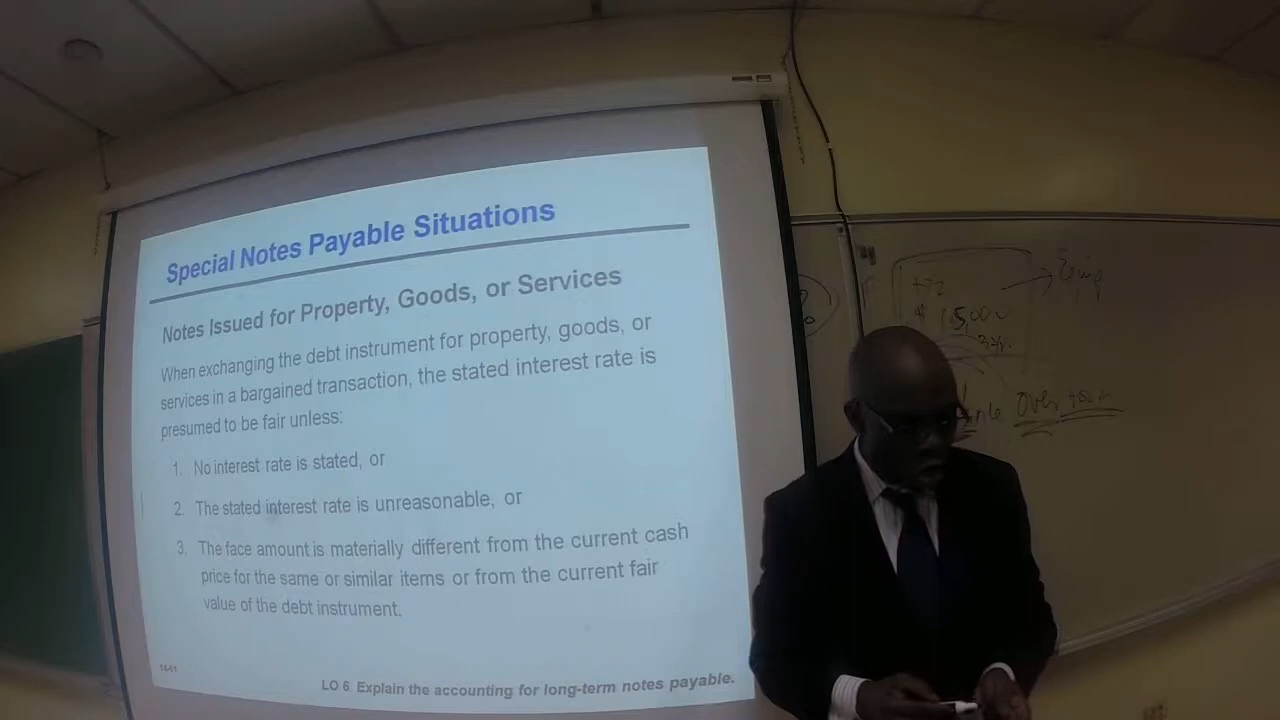 Special Notes Payable Situations
Notes Issued for Property, Goods, or Services
When exchanging the debt instrument for property, goods, or
services in a bargained transaction, the stated interest rate is
presumed to be fair unless:
1. No interest rate is stated, or
2. The stated interest rate is unreasonable, or
3. The face amount is materially different from the current cash
price for the same or similar items or from the current fair
value of the debt instrument.
14-41
LO 6 Explain the accounting for long-term notes payable.
Over